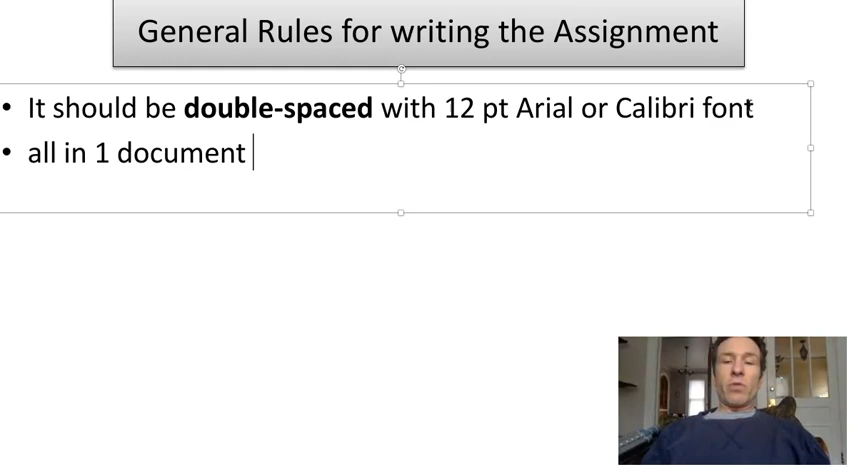 General Rules for writing the Assignment
• It should be double-spaced with 12 pt Arial or Calibri font
• all in 1 document